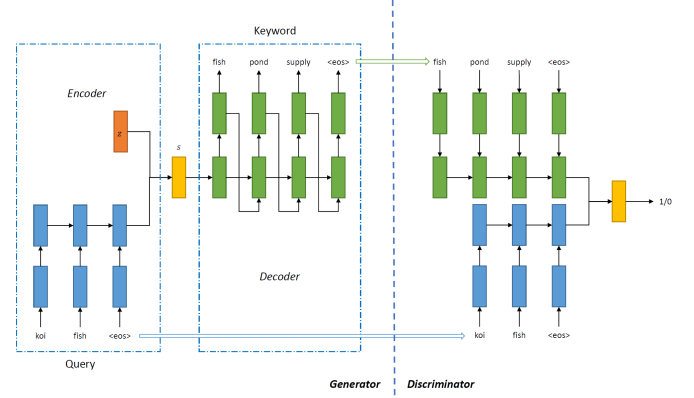 Keyword
fish pond supply <eos>
fish pond supply <eos>
Encoder
z
s
1/0
Decoder
koi fish <eos>
koi fish <eos>
Query
Generator Discriminator